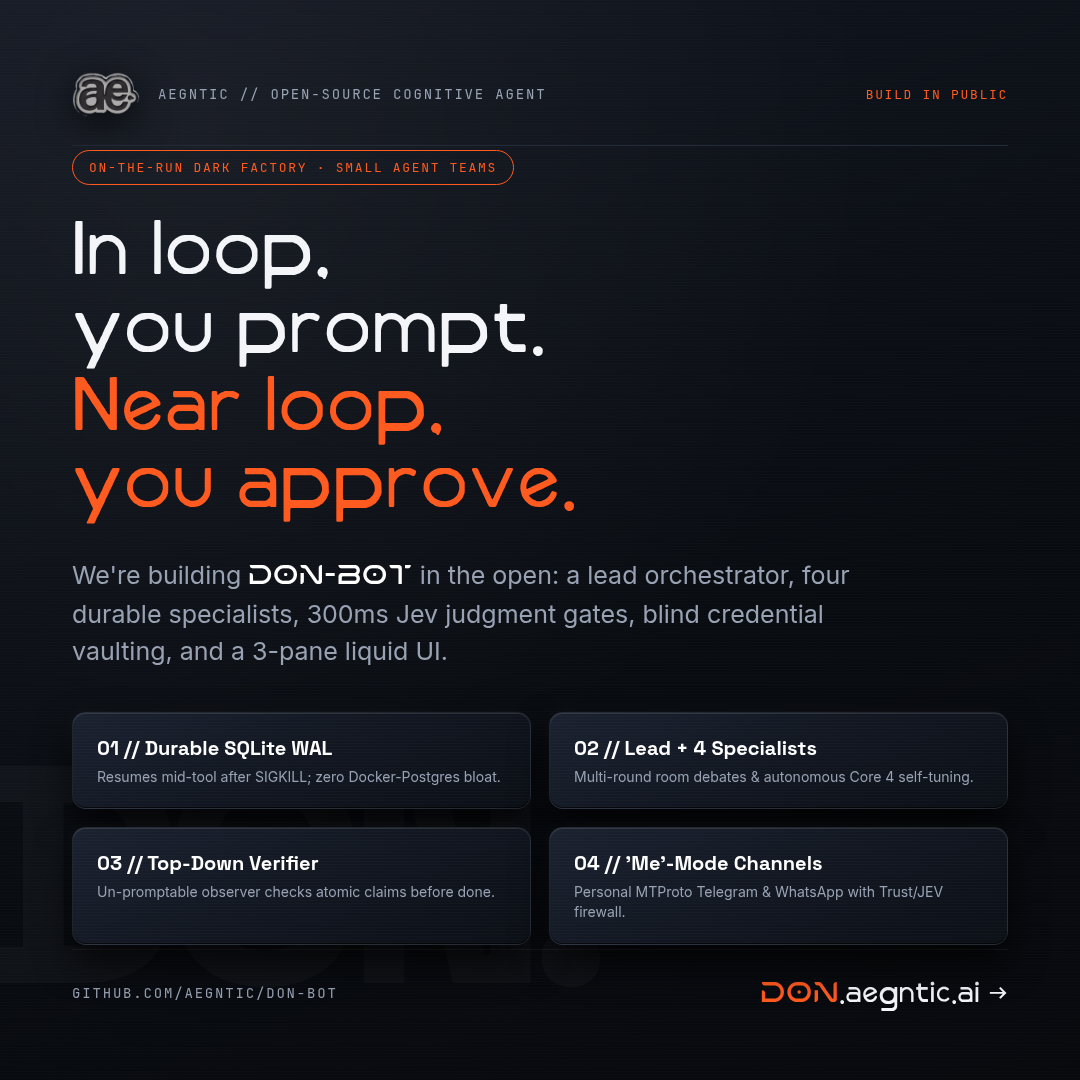 ae
AEGNTIC // OPEN-SOURCE COGNITIVE AGENT
BUILD IN PUBLIC
ON-THE-RUN DARK FACTORY · SMALL AGENT TEAMS
In loop,
you prompt.
Near loop,
you approve.
We're building DON-BOT in the open: a lead orchestrator, four
durable specialists, 300ms Jev judgment gates, blind credential
vaulting, and a 3-pane liquid UI.
01 // Durable SQLite WAL
Resumes mid-tool after SIGKILL; zero Docker-Postgres bloat.
02 // Lead + 4 Specialists
Multi-round room debates & autonomous Core 4 self-tuning.
03 // Top-Down Verifier
Un-promptable observer checks atomic claims before done.
04 // 'Me'-Mode Channels
Personal MTProto Telegram & WhatsApp with Trust/JEV
firewall.
DON.
GITHUB.COM/AEGNTIC/DON-BOT
DON.aegntic.ai →